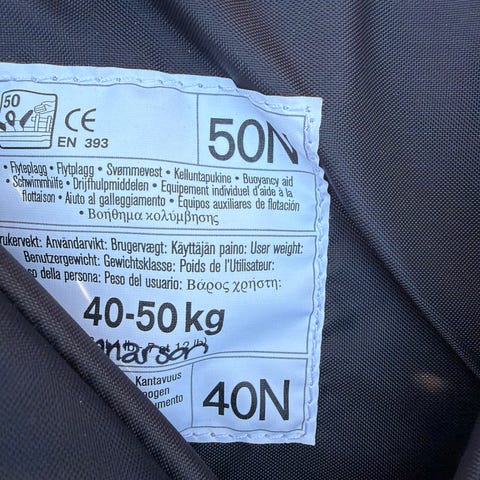 50
CE
EN 393
50N
• Flyteplagg • Flytplagg • Svømmevest • Kelluntapukine • Buoyancy aid
• Schwimmhilfe • Drijfhulpmiddelen • Equipement individuel d'aide à la
flottaison • Aiuto al galleggiamento • Equipos auxiliares de flotación
• Βοήθημα κολύμβησης
rukervekt: Användarvikt: Brugervægt: Käyttäjän paino: User weight:
Benutzergewicht: Gewichtsklasse: Poids de l'Utilisateur:
so della persona: Peso del usuario: Βάρος χρήστη:
40-50 kg
Kantavuus
40N